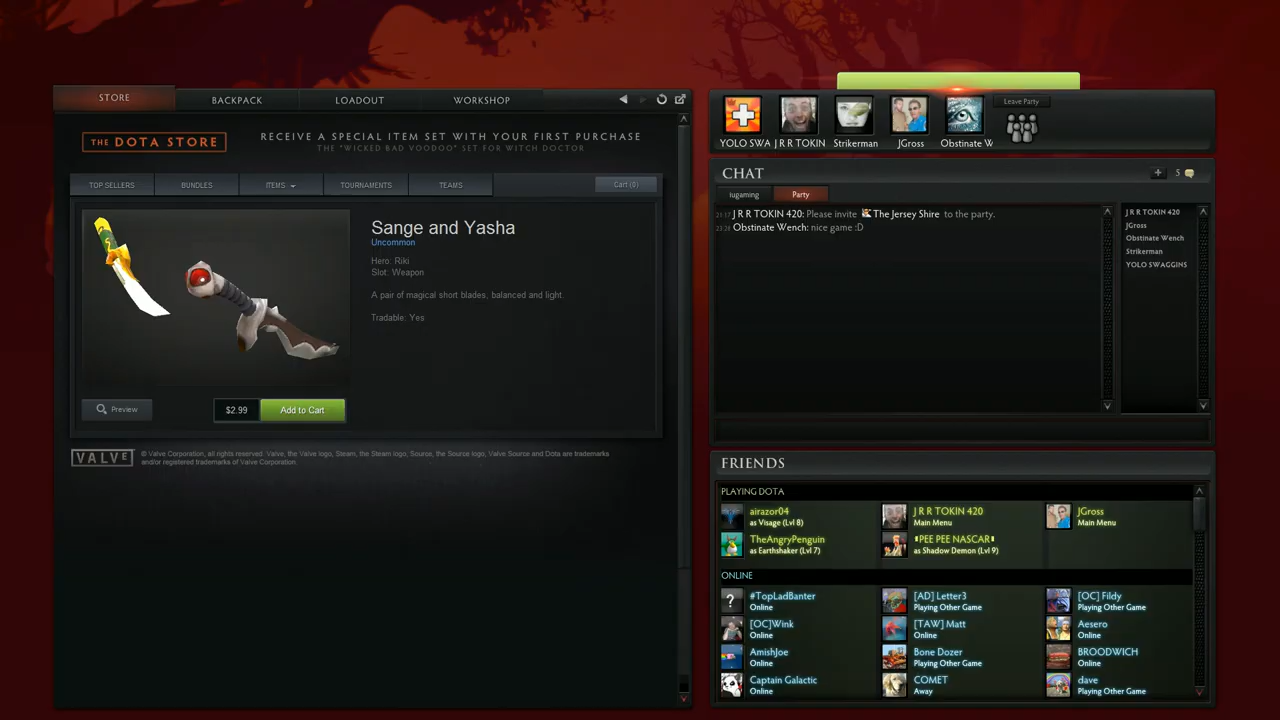 STORE
BACKPACK
LOADOUT
WORKSHOP
THE DOTA STORE
RECEIVE A SPECIAL ITEM SET WITH YOUR FIRST PURCHASE
THE "WICKED BAD VOODOO" SET FOR WITCH DOCTOR
TOP SELLERS
BUNDLES
ITEMS
TOURNAMENTS
TEAMS
Cart (0)
Sange and Yasha
Uncommon
Hero: Riki
Slot: Weapon
A pair of magical short blades, balanced and light.
Tradable: Yes
Preview
$2.99
Add to Cart
VALVE
© Valve Corporation, all rights reserved. Valve, the Valve logo, Steam, the Steam logo, Source, the Source logo, Valve Source and Dota are trademarks
and/or registered trademarks of Valve Corporation.
YOLO SWA
J R R TOKIN
Strikerman
JGross
Obstinate W
Leave Party
CHAT
5
iugaming
Party
21:17 J R R TOKIN 420: Please invite The Jersey Shire to the party.
Obstinate Wench: nice game :D
J R R TOKIN 420
JGross
Obstinate Wench
Strikerman
YOLO SWAGGINS
FRIENDS
PLAYING DOTA
airazor04
as Visage (Lvl 8)
J R R TOKIN 420
Main Menu
JGross
Main Menu
TheAngryPenguin
as Earthshaker (Lvl 7)
PEE PEE NASCAR
as Shadow Demon (Lvl 9)
ONLINE
#TopLadBanter
Online
[AD] Letter3
Playing Other Game
[OC] Fildy
Playing Other Game
[OC]Wink
Online
[TAW] Matt
Online
Aesero
Online
AmishJoe
Online
Bone Dozer
Playing Other Game
BROODWICH
Online
Captain Galactic
Online
COMET
Away
dave
Playing Other Game